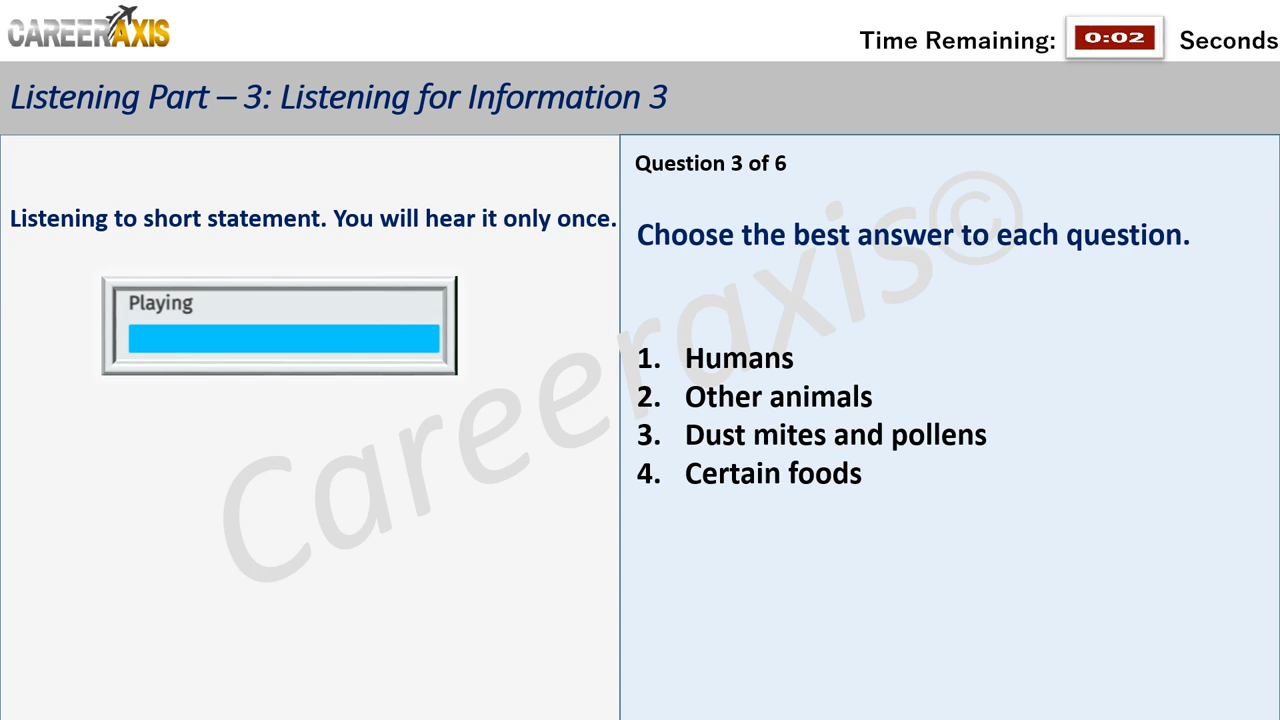 CAREERAXIS
Time Remaining: 0:02 Seconds
Listening Part – 3: Listening for Information 3
Listening to short statement. You will hear it only once.
Playing
Question 3 of 6
Choose the best answer to each question.
1. Humans
2. Other animals
3. Dust mites and pollens
4. Certain foods
Careeraxis©